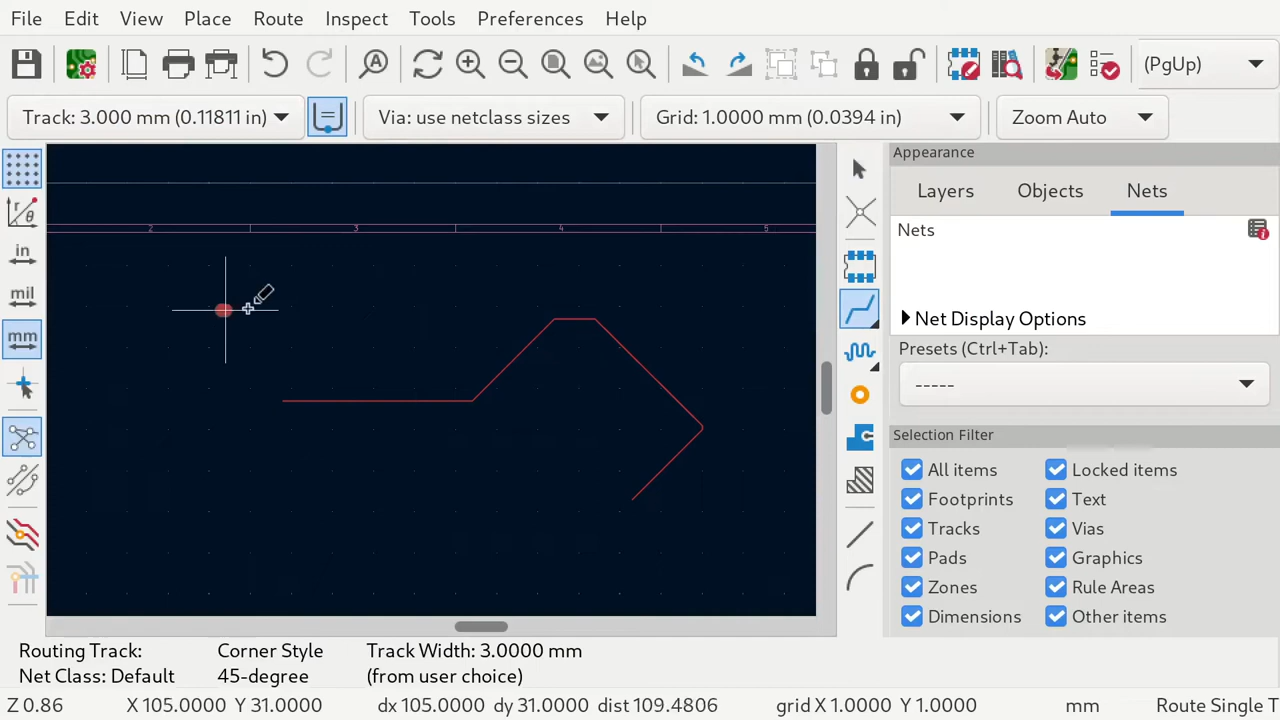 File Edit View Place Route Inspect Tools Preferences Help
(PgUp)
Track: 3.000 mm (0.11811 in) Via: use netclass sizes Grid: 1.0000 mm (0.0394 in) Zoom Auto
Appearance
Layers Objects Nets
Nets
Net Display Options
Presets (Ctrl+Tab):
-----
Selection Filter
All items Locked items
Footprints Text
Tracks Vias
Pads Graphics
Zones Rule Areas
Dimensions Other items
in
mil
mm
2 3 4 5
Routing Track: Corner Style Track Width: 3.0000 mm
Net Class: Default 45-degree (from user choice)
Z 0.86 X 105.0000 Y 31.0000 dx 105.0000 dy 31.0000 dist 109.4806 grid X 1.0000 Y 1.0000 mm Route Single T